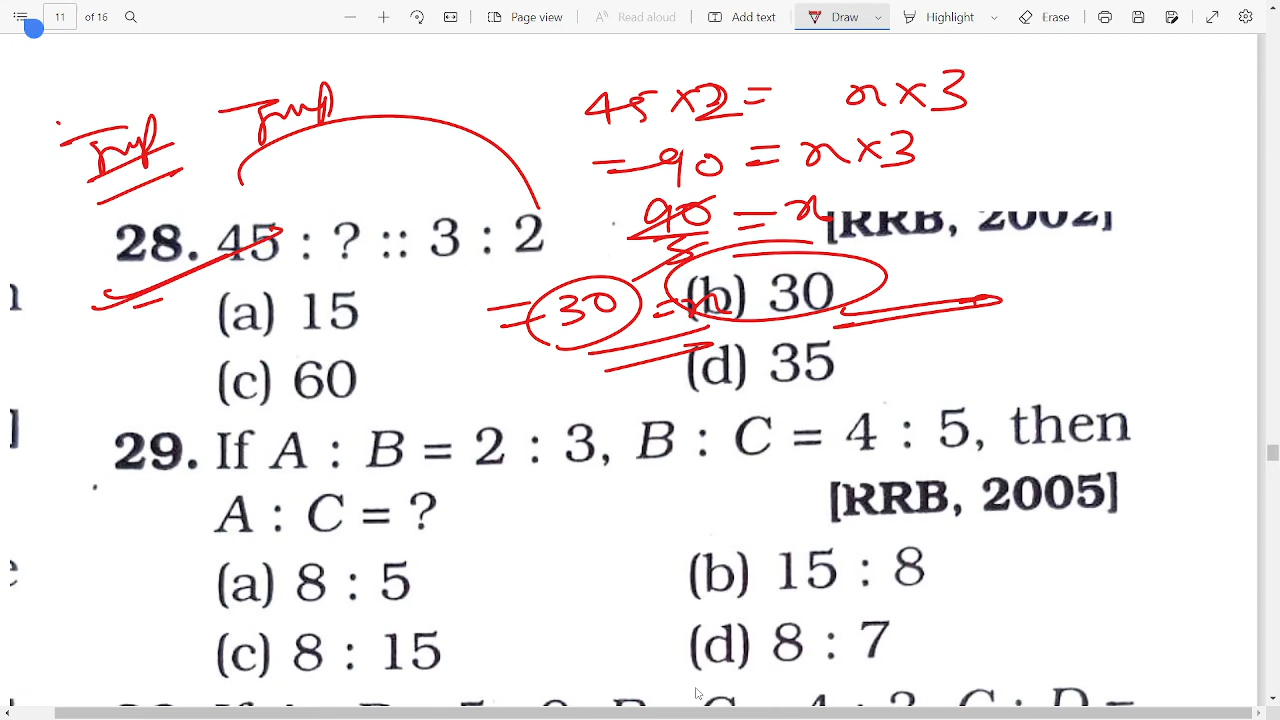 11 of 16 Page view Read aloud Add text Draw Highlight Erase
Imp Imp
45 × 2 = x × 3
= 90 = x × 3
90 = x
28. 45 : ? :: 3 : 2 [RRB, 2002]
= 30 = x
(a) 15 (b) 30
(c) 60 (d) 35
29. If A : B = 2 : 3, B : C = 4 : 5, then
A : C = ? [RRB, 2005]
(a) 8 : 5 (b) 15 : 8
(c) 8 : 15 (d) 8 : 7